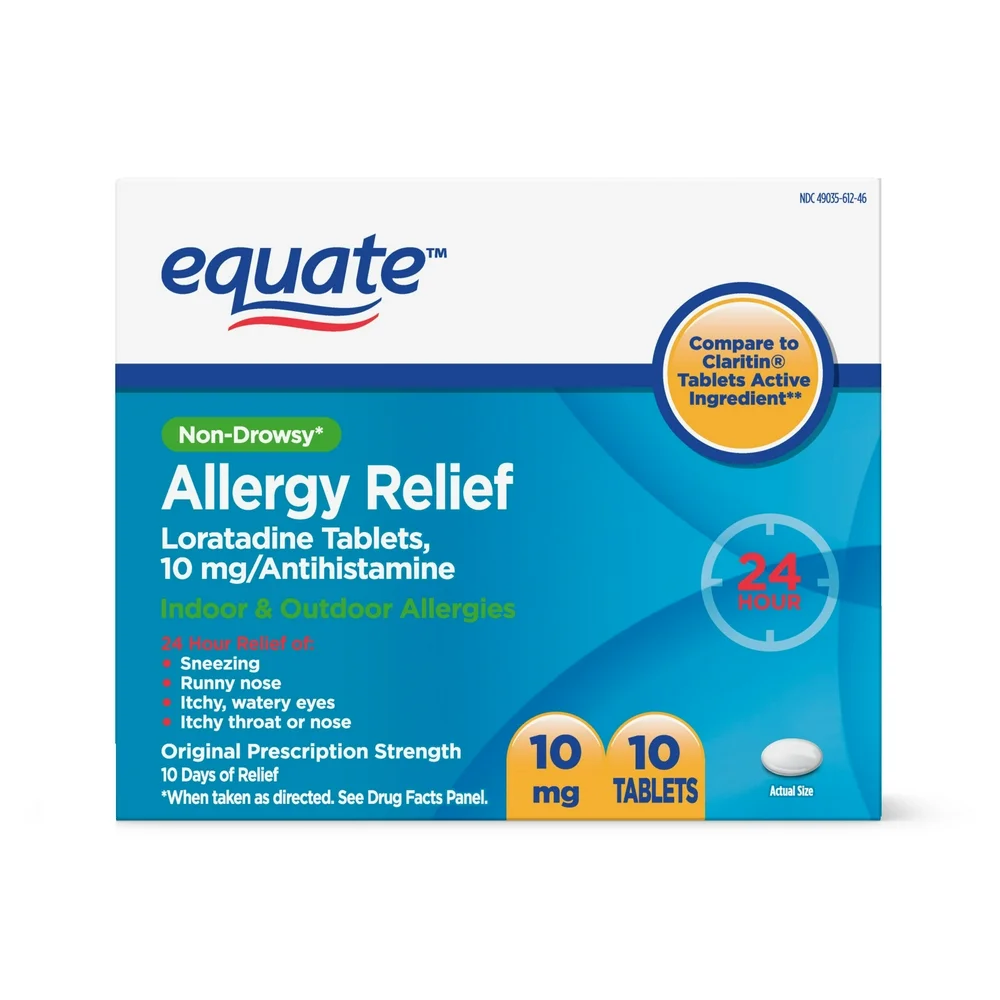 NDC 49035-612-46
equate™
Compare to
Claritin®
Tablets Active
Ingredient**
Non-Drowsy*
Allergy Relief
Loratadine Tablets,
10 mg/Antihistamine
Indoor & Outdoor Allergies
24 HOUR
24 Hour Relief of:
• Sneezing
• Runny nose
• Itchy, watery eyes
• Itchy throat or nose
Original Prescription Strength
10 Days of Relief
*When taken as directed. See Drug Facts Panel.
10
mg
10
TABLETS
Actual Size